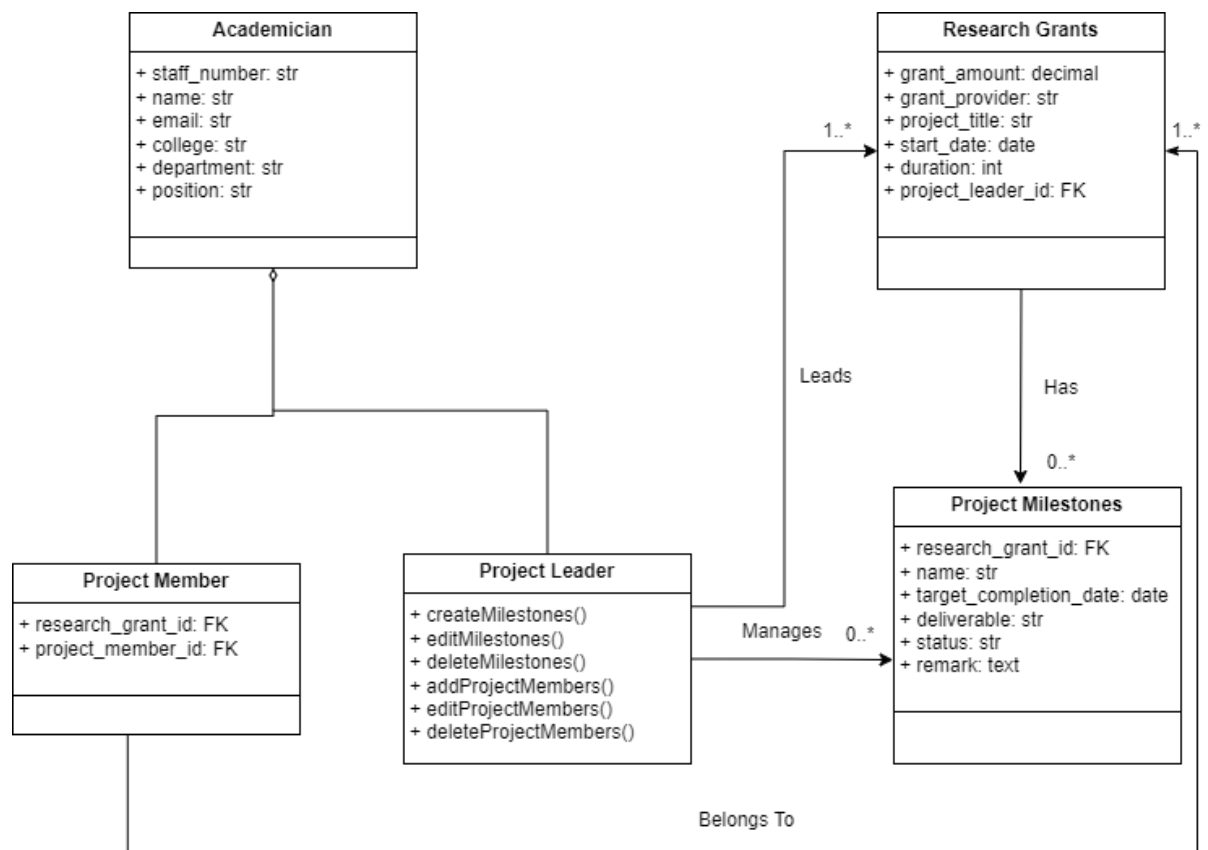 Academician
+ staff_number: str
+ name: str
+ email: str
+ college: str
+ department: str
+ position: str
Research Grants
+ grant_amount: decimal
+ grant_provider: str
+ project_title: str
+ start_date: date
+ duration: int
+ project_leader_id: FK
1..*
1..*
Leads
Has
0..*
Project Member
+ research_grant_id: FK
+ project_member_id: FK
Project Leader
+ createMilestones()
+ editMilestones()
+ deleteMilestones()
+ addProjectMembers()
+ editProjectMembers()
+ deleteProjectMembers()
Manages
0..*
Project Milestones
+ research_grant_id: FK
+ name: str
+ target_completion_date: date
+ deliverable: str
+ status: str
+ remark: text
Belongs To